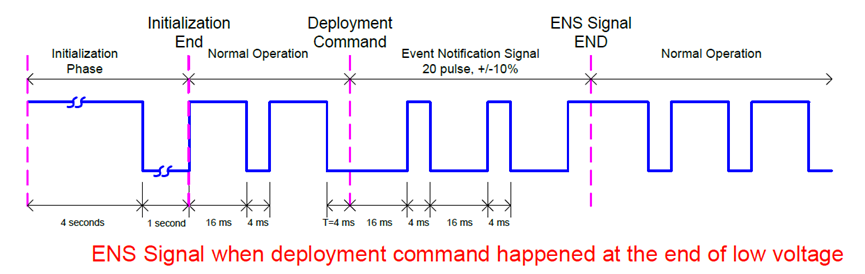 Initialization
End
Deployment
Command
ENS Signal
END
Initialization
Phase
Normal Operation
Event Notification Signal
20 pulse, +/-10%
Normal Operation
4 seconds
1 second
16 ms
4 ms
T=4 ms
16 ms
4 ms
16 ms
4 ms
ENS Signal when deployment command happened at the end of low voltage